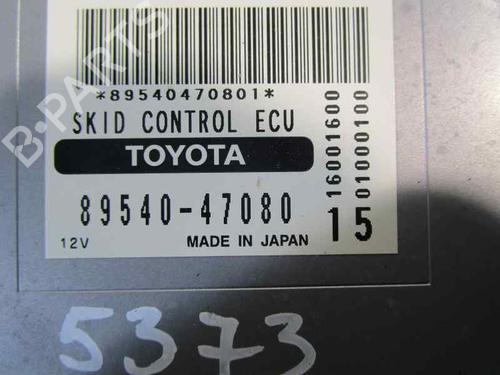 B-PARTS
*89540470801*
SKID CONTROL ECU
TOYOTA
89540-47080
12V
MADE IN JAPAN
15
16001600
01000100
5373